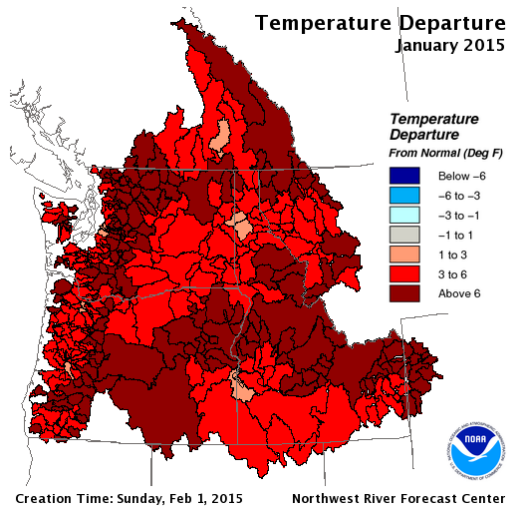 Temperature Departure
January 2015
Temperature
Departure
From Normal (Deg F)
Below −6
−6 to −3
−3 to −1
−1 to 1
1 to 3
3 to 6
Above 6
NOAA
Creation Time: Sunday, Feb 1, 2015
Northwest River Forecast Center